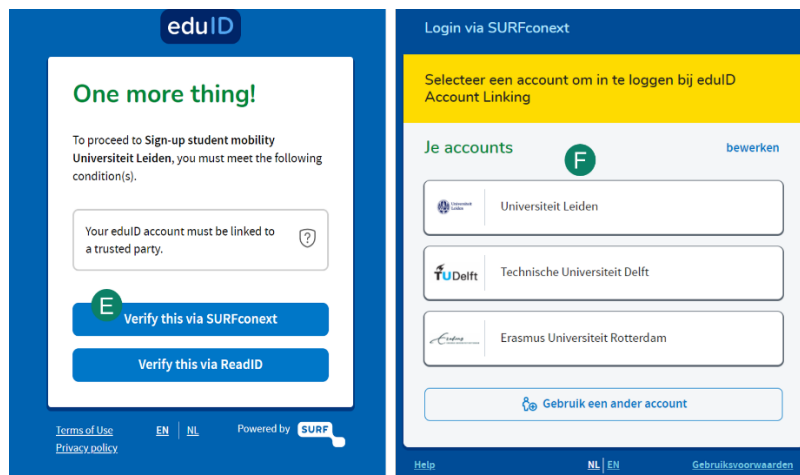 eduID
One more thing!
To proceed to Sign-up student mobility
Universiteit Leiden, you must meet the following
condition(s).
Your eduID account must be linked to
a trusted party.
?
E
Verify this via SURFconext
Verify this via ReadID
Terms of Use
EN | NL
Powered by SURF
Privacy policy
Login via SURFconext
Selecteer een account om in te loggen bij eduID
Account Linking
Je accounts
F
bewerken
Universiteit Leiden
Universiteit Leiden
TUDelft
Technische Universiteit Delft
Erasmus Universiteit Rotterdam
Gebruik een ander account
Help
NL | EN
Gebruiksvoorwaarden